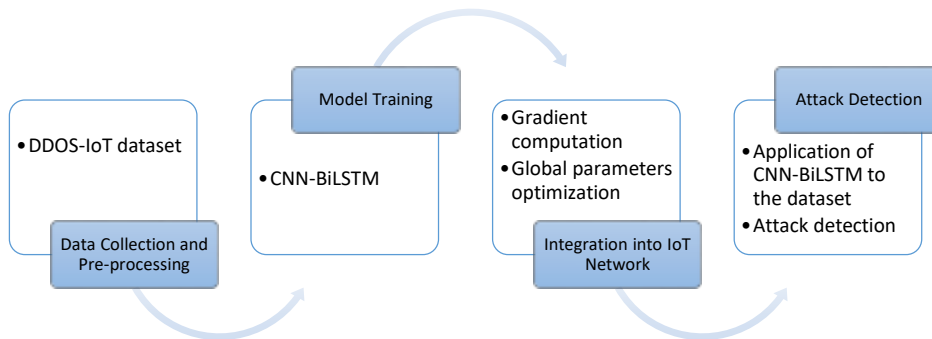 • DDOS-IoT dataset
Data Collection and
Pre-processing
Model Training
• CNN-BiLSTM
• Gradient
computation
• Global parameters
optimization
Integration into IoT
Network
Attack Detection
• Application of
CNN-BiLSTM to
the dataset
• Attack detection